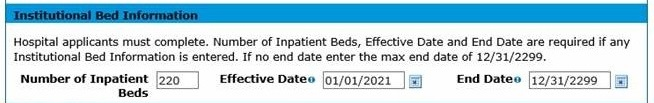 Institutional Bed Information
Hospital applicants must complete. Number of Inpatient Beds, Effective Date and End Date are required if any
Institutional Bed Information is entered. If no end date enter the max end date of 12/31/2299.
Number of Inpatient Beds 220 Effective Date 01/01/2021 End Date 12/31/2299